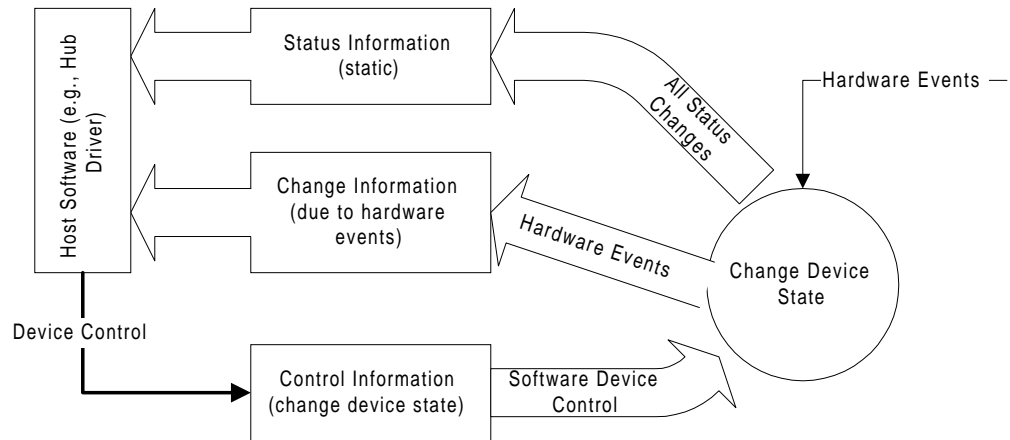 Host Software (e.g., Hub
Driver)
Status Information
(static)
All Status
Changes
Hardware Events
Change Information
(due to hardware
events)
Hardware Events
Change Device
State
Device Control
Control Information
(change device state)
Software Device
Control